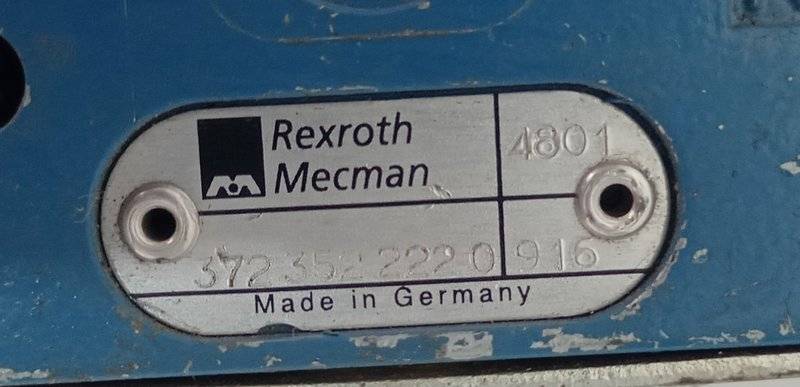 Rexroth
Mecman
4801
372 352 222 0
916
Made in Germany